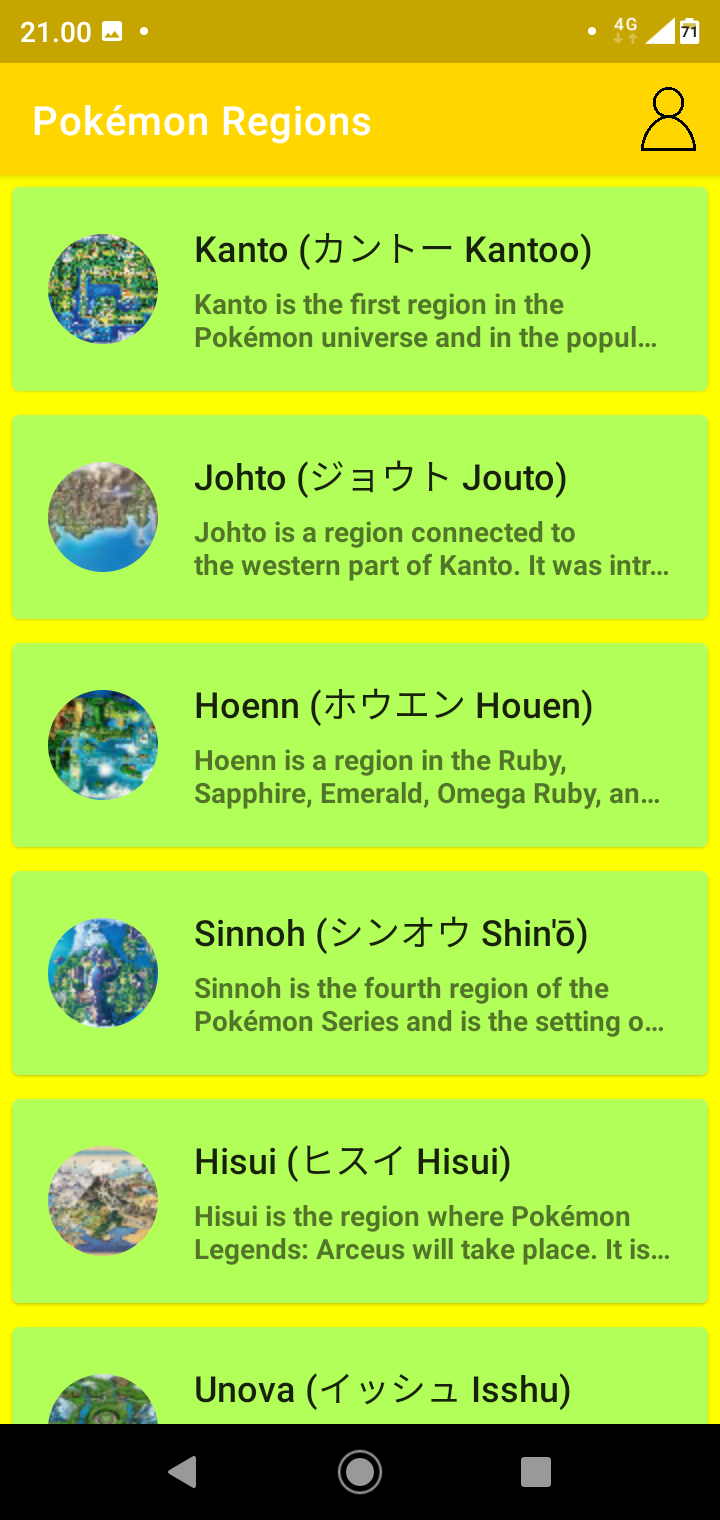 21.00
4G
71
Pokémon Regions
Kanto (カントー Kantoo)
Kanto is the first region in the
Pokémon universe and in the popul…
Johto (ジョウト Jouto)
Johto is a region connected to
the western part of Kanto. It was intr…
Hoenn (ホウエン Houen)
Hoenn is a region in the Ruby,
Sapphire, Emerald, Omega Ruby, an…
Sinnoh (シンオウ Shin'ō)
Sinnoh is the fourth region of the
Pokémon Series and is the setting o…
Hisui (ヒスイ Hisui)
Hisui is the region where Pokémon
Legends: Arceus will take place. It is…
Unova (イッシュ Isshu)